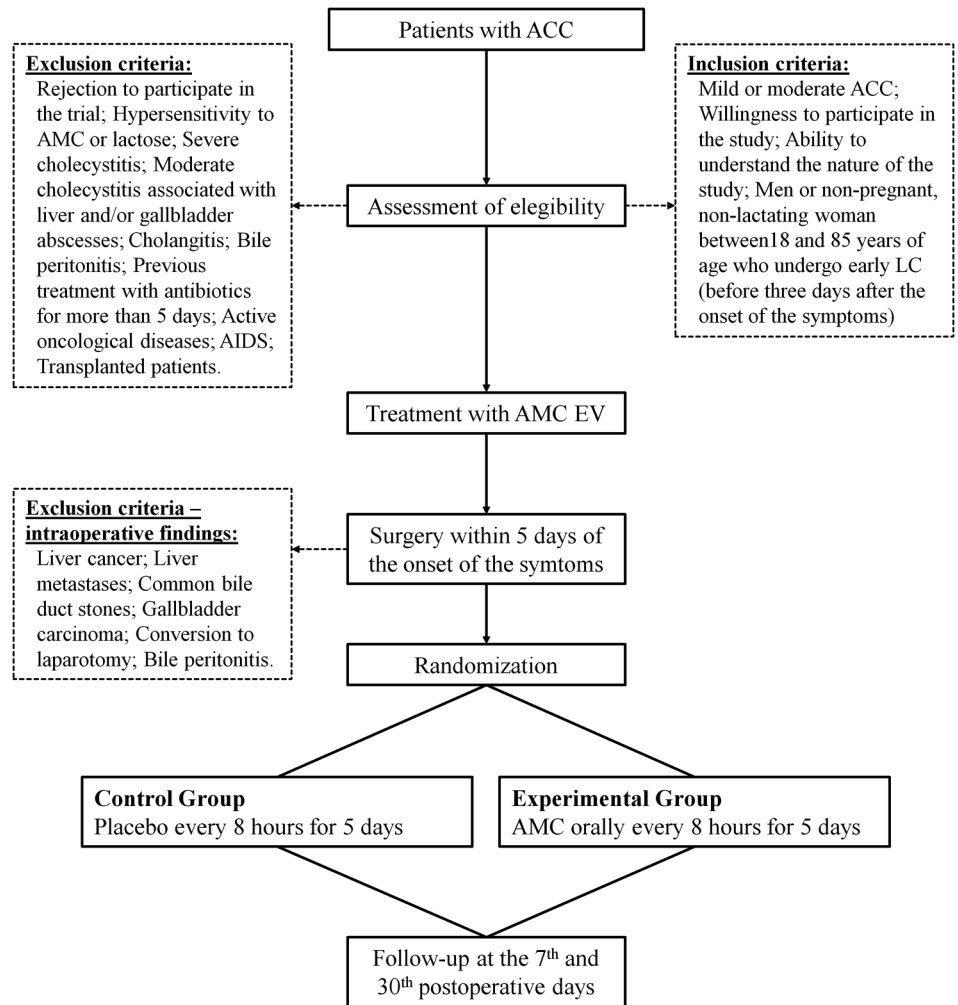 Patients with ACC
Exclusion criteria:
Rejection to participate in
the trial; Hypersensitivity to
AMC or lactose; Severe
cholecystitis; Moderate
cholecystitis associated with
liver and/or gallbladder
abscesses; Cholangitis; Bile
peritonitis; Previous
treatment with antibiotics
for more than 5 days; Active
oncological diseases; AIDS;
Transplanted patients.
Inclusion criteria:
Mild or moderate ACC;
Willingness to participate in
the study; Ability to
understand the nature of the
study; Men or non-pregnant,
non-lactating woman
between18 and 85 years of
age who undergo early LC
(before three days after the
onset of the symptoms)
Assessment of elegibility
Treatment with AMC EV
Exclusion criteria –
intraoperative findings:
Liver cancer; Liver
metastases; Common bile
duct stones; Gallbladder
carcinoma; Conversion to
laparotomy; Bile peritonitis.
Surgery within 5 days of
the onset of the symtoms
Randomization
Control Group
Placebo every 8 hours for 5 days
Experimental Group
AMC orally every 8 hours for 5 days
Follow-up at the 7th and
30th postoperative days